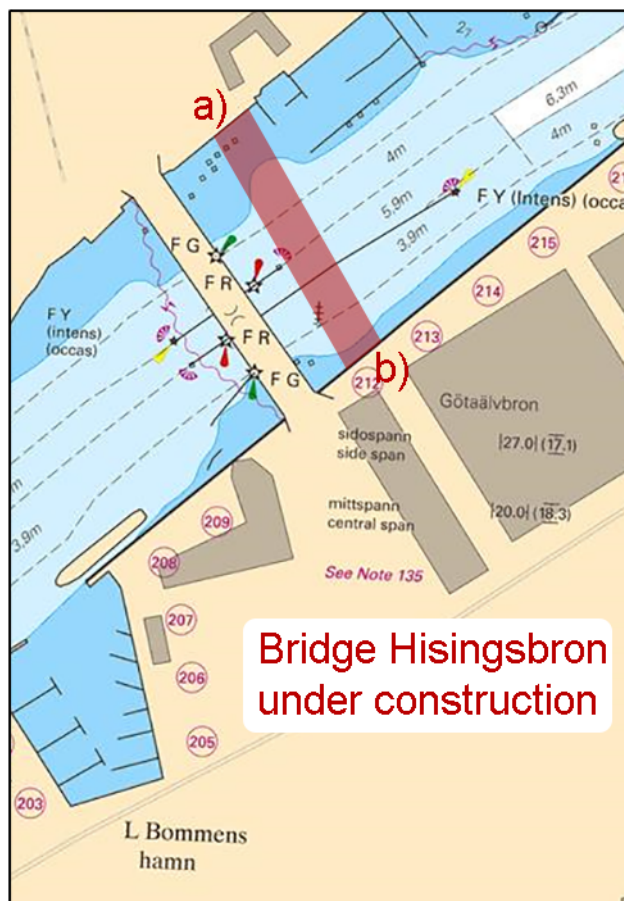 a)
2₇
6,3m
4m
4m
5,9m
3,9m
F Y (Intens) (occa
F G
F R
215
214
F Y
(intens)
(occas)
F R
213
F G
b)
212
Götaälvbron
sidospann
side span
|27.0| (17.1)
mittspann
central span
|20.0| (18.3)
209
3,9m
208
See Note 135
207
Bridge Hisingsbron
under construction
206
205
203
L Bommens
hamn